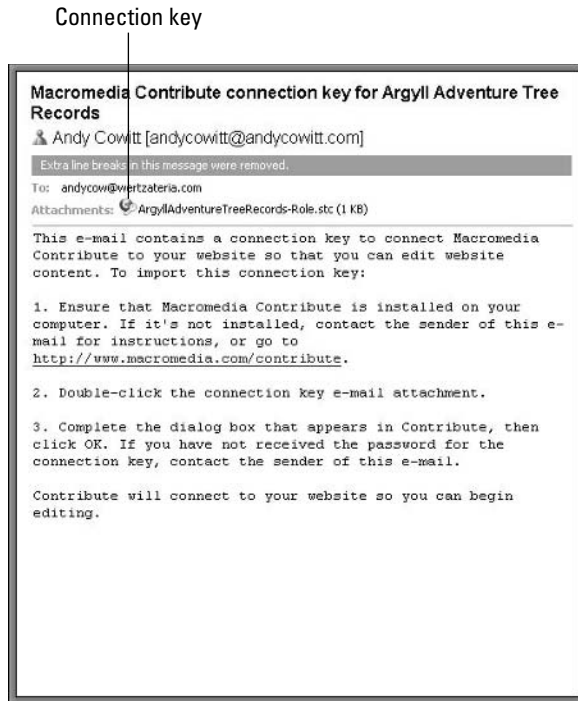 Connection key
Macromedia Contribute connection key for Argyll Adventure Tree
Records
Andy Cowitt [andycowitt@andycowitt.com]
Extra line breaks in this message were removed.
To: andycow@wertzateria.com
Attachments: ArgyllAdventureTreeRecords-Role.stc (1 KB)
This e-mail contains a connection key to connect Macromedia
Contribute to your website so that you can edit website
content. To import this connection key:
1. Ensure that Macromedia Contribute is installed on your
computer. If it's not installed, contact the sender of this e-
mail for instructions, or go to
http://www.macromedia.com/contribute.
2. Double-click the connection key e-mail attachment.
3. Complete the dialog box that appears in Contribute, then
click OK. If you have not received the password for the
connection key, contact the sender of this e-mail.
Contribute will connect to your website so you can begin
editing.